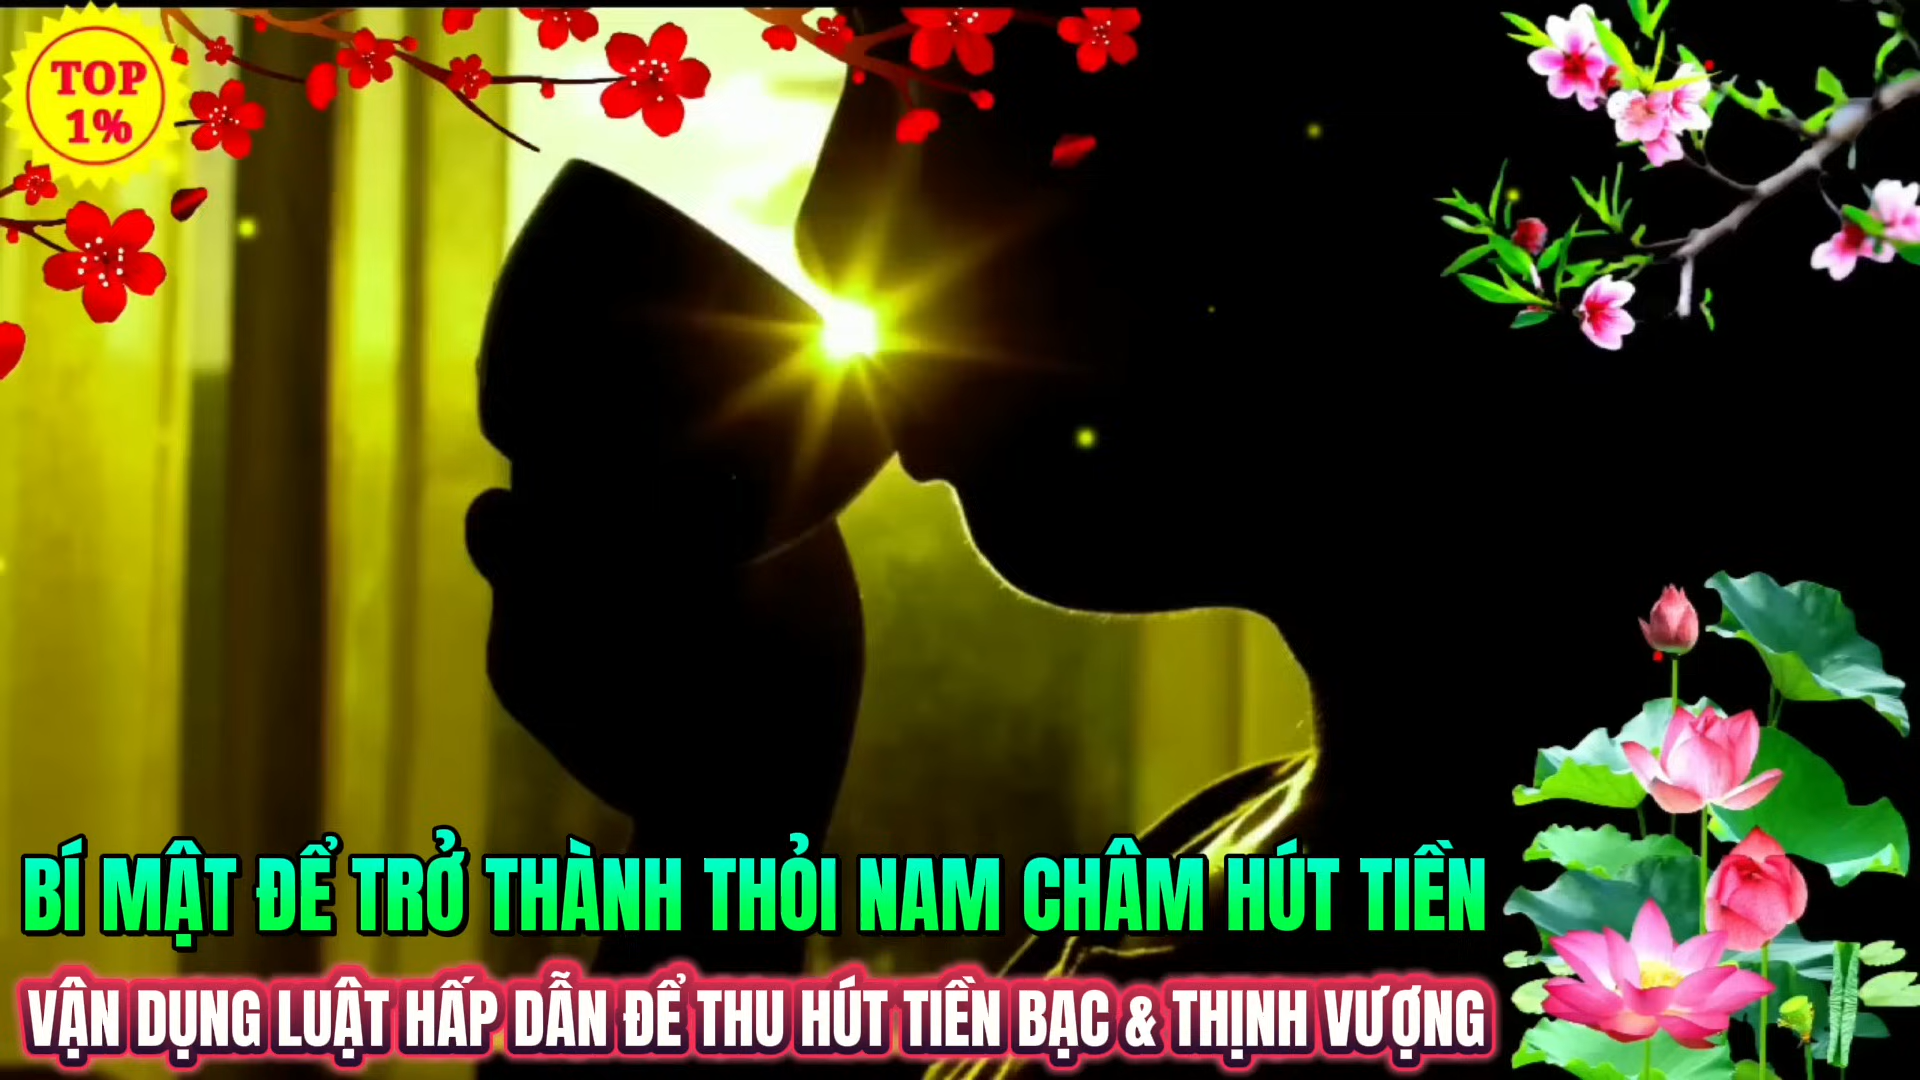 TOP
1%
BÍ MẬT ĐỂ TRỞ THÀNH THỎI NAM CHÂM HÚT TIỀN
VẬN DỤNG LUẬT HẤP DẪN ĐỂ THU HÚT TIỀN BẠC & THỊNH VƯỢNG